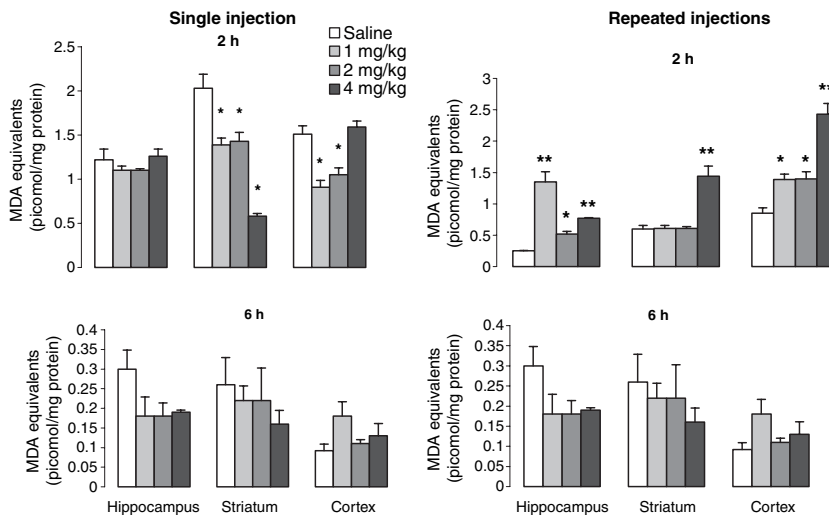 Single injection
2 h
Saline
1 mg/kg
2 mg/kg
4 mg/kg
MDA equivalents
(picomol/mg protein)
2.5
2
1.5
1
0.5
0
* *
*
*
*
Repeated injections
2 h
MDA equivalents
(picomol/mg protein)
3
2.5
2
1.5
1
0.5
0
**
*
**
**
*
*
**
6 h
MDA equivalents
(picomol/mg protein)
0.4
0.35
0.3
0.25
0.2
0.15
0.1
0.05
0
Hippocampus Striatum Cortex
6 h
MDA equivalents
(picomol/mg protein)
0.4
0.35
0.3
0.25
0.2
0.15
0.1
0.05
0
Hippocampus Striatum Cortex